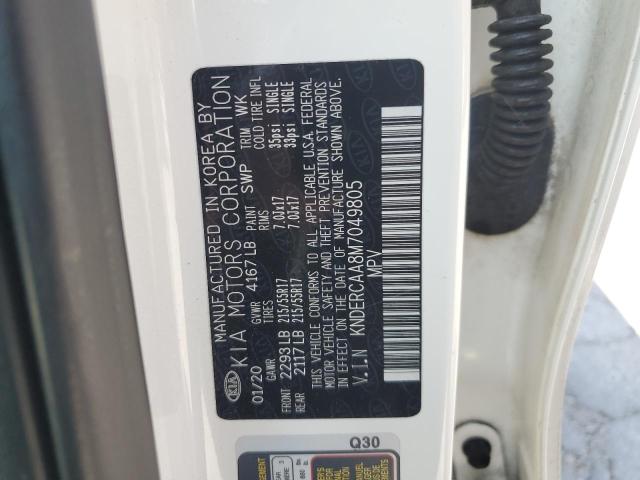 MANUFACTURED IN KOREA BY
KIA MOTORS CORPORATION
KIA
01/20 GVWR 4167LB PAINT SWP TRIM WK
GAWR TIRES RIMS COLD TIRE INFL
FRONT 2293LB 215/55R17 7.0Jx17 35psi SINGLE
REAR 2117LB 215/55R17 7.0Jx17 33psi SINGLE
THIS VEHICLE CONFORMS TO ALL APPLICABLE U.S.A. FEDERAL
MOTOR VEHICLE SAFETY AND THEFT PREVENTION STANDARDS
IN EFFECT ON THE DATE OF MANUFACTURE SHOWN ABOVE.
V.I.N KNDERCAA8M7049805
MPV
Q30